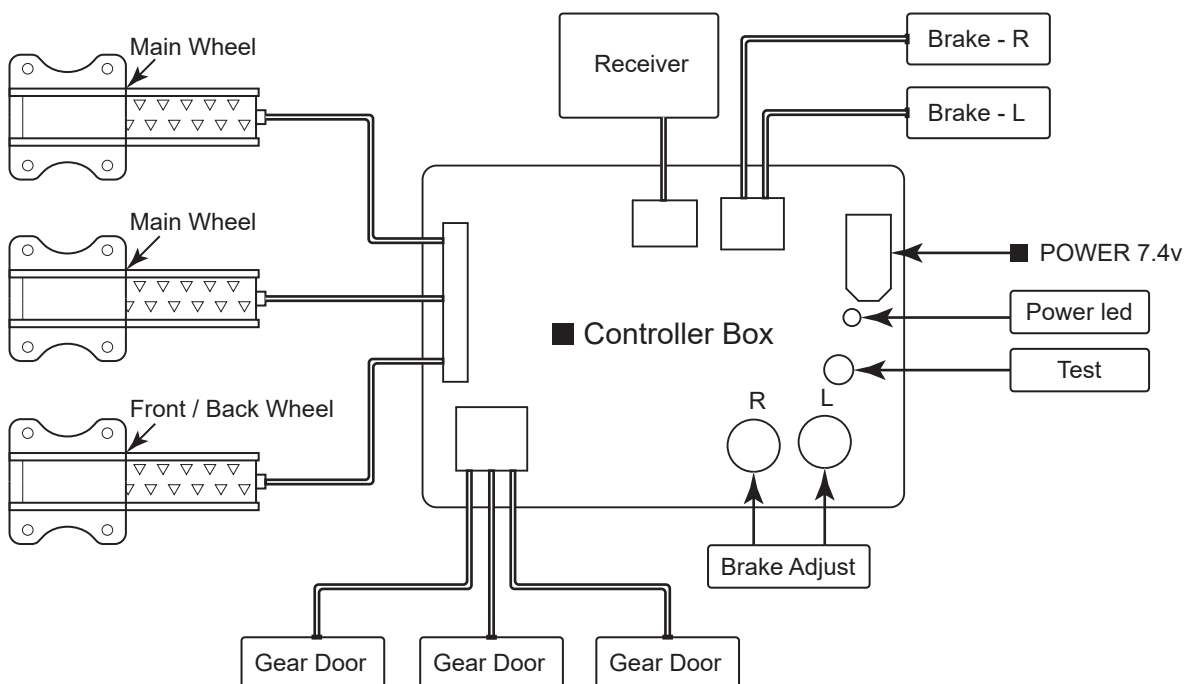 Main Wheel
Receiver
Brake - R
Brake - L
Main Wheel
POWER 7.4v
Power led
Controller Box
Test
Front / Back Wheel
R
L
Brake Adjust
Gear Door
Gear Door
Gear Door